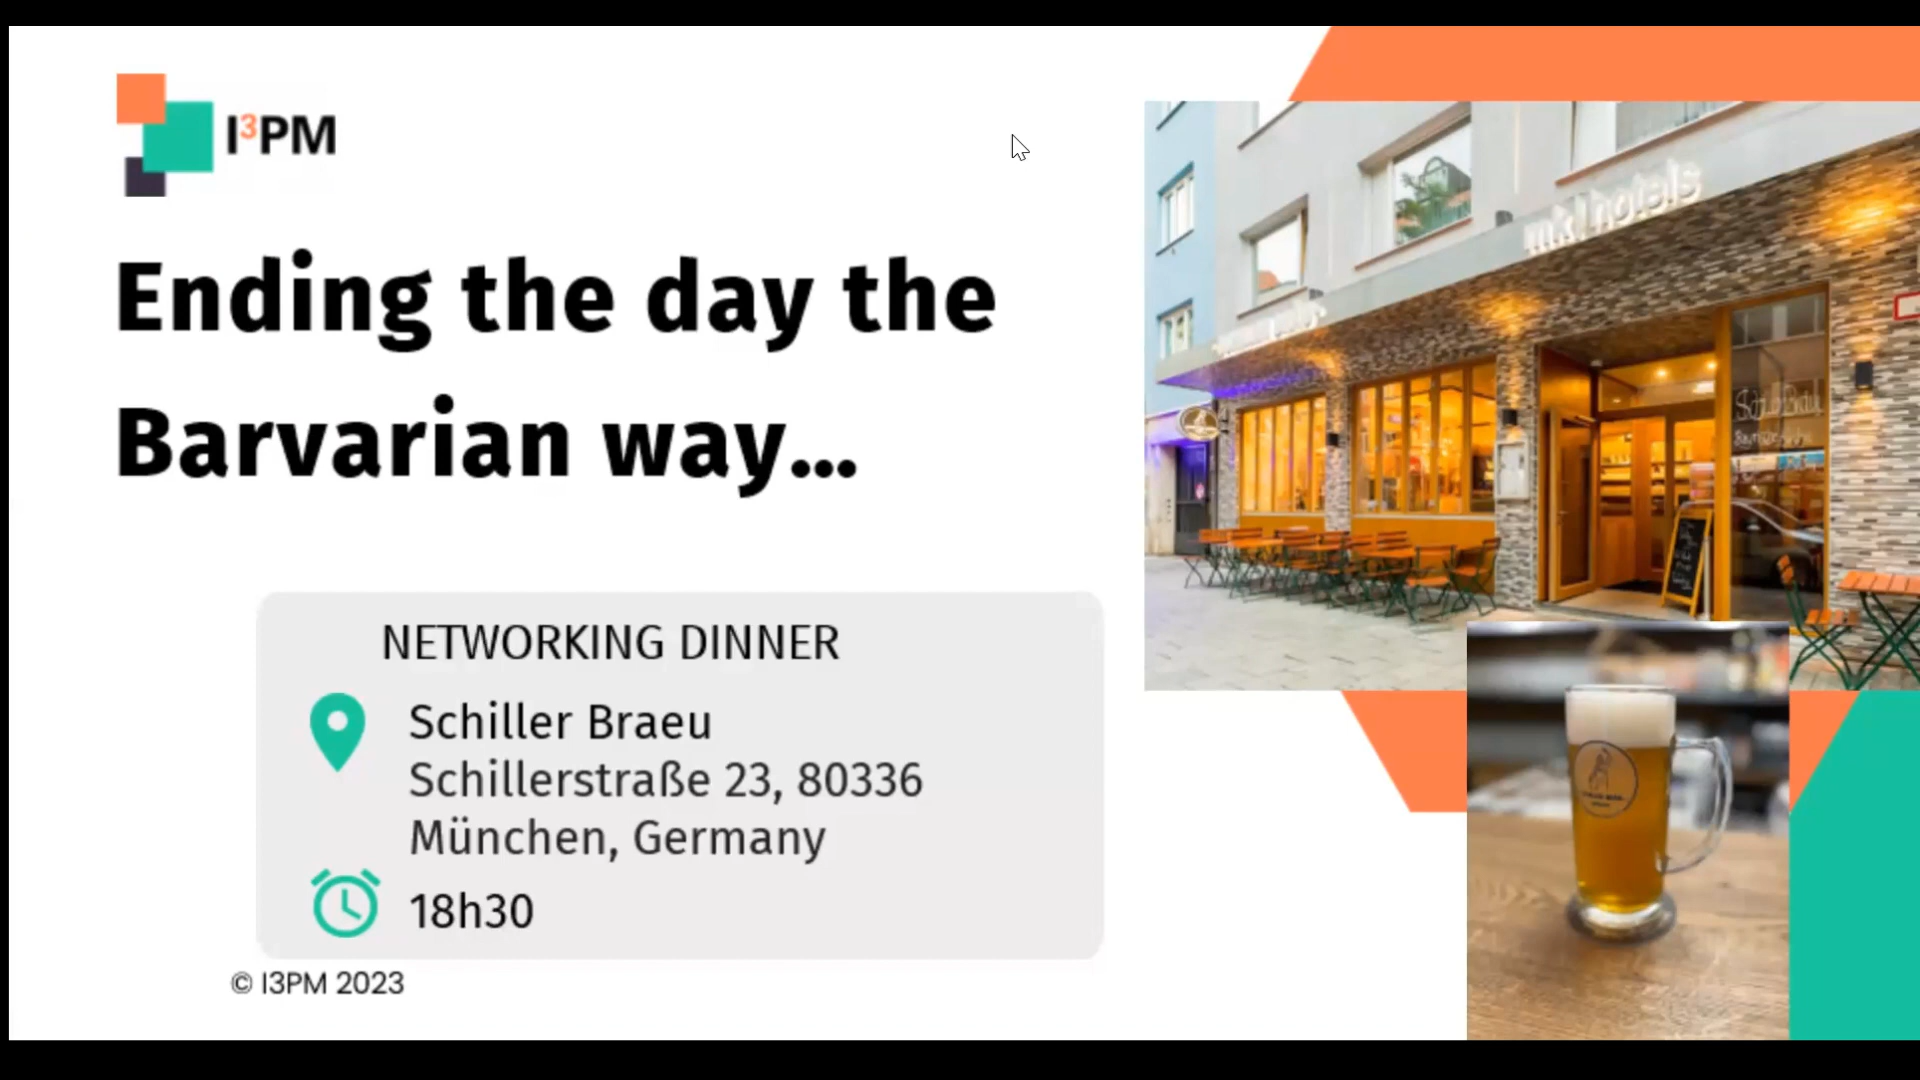 I³PM
Ending the day the
Barvarian way...
NETWORKING DINNER
Schiller Braeu
Schillerstraße 23, 80336
München, Germany
18h30
© I3PM 2023
mk|hotels